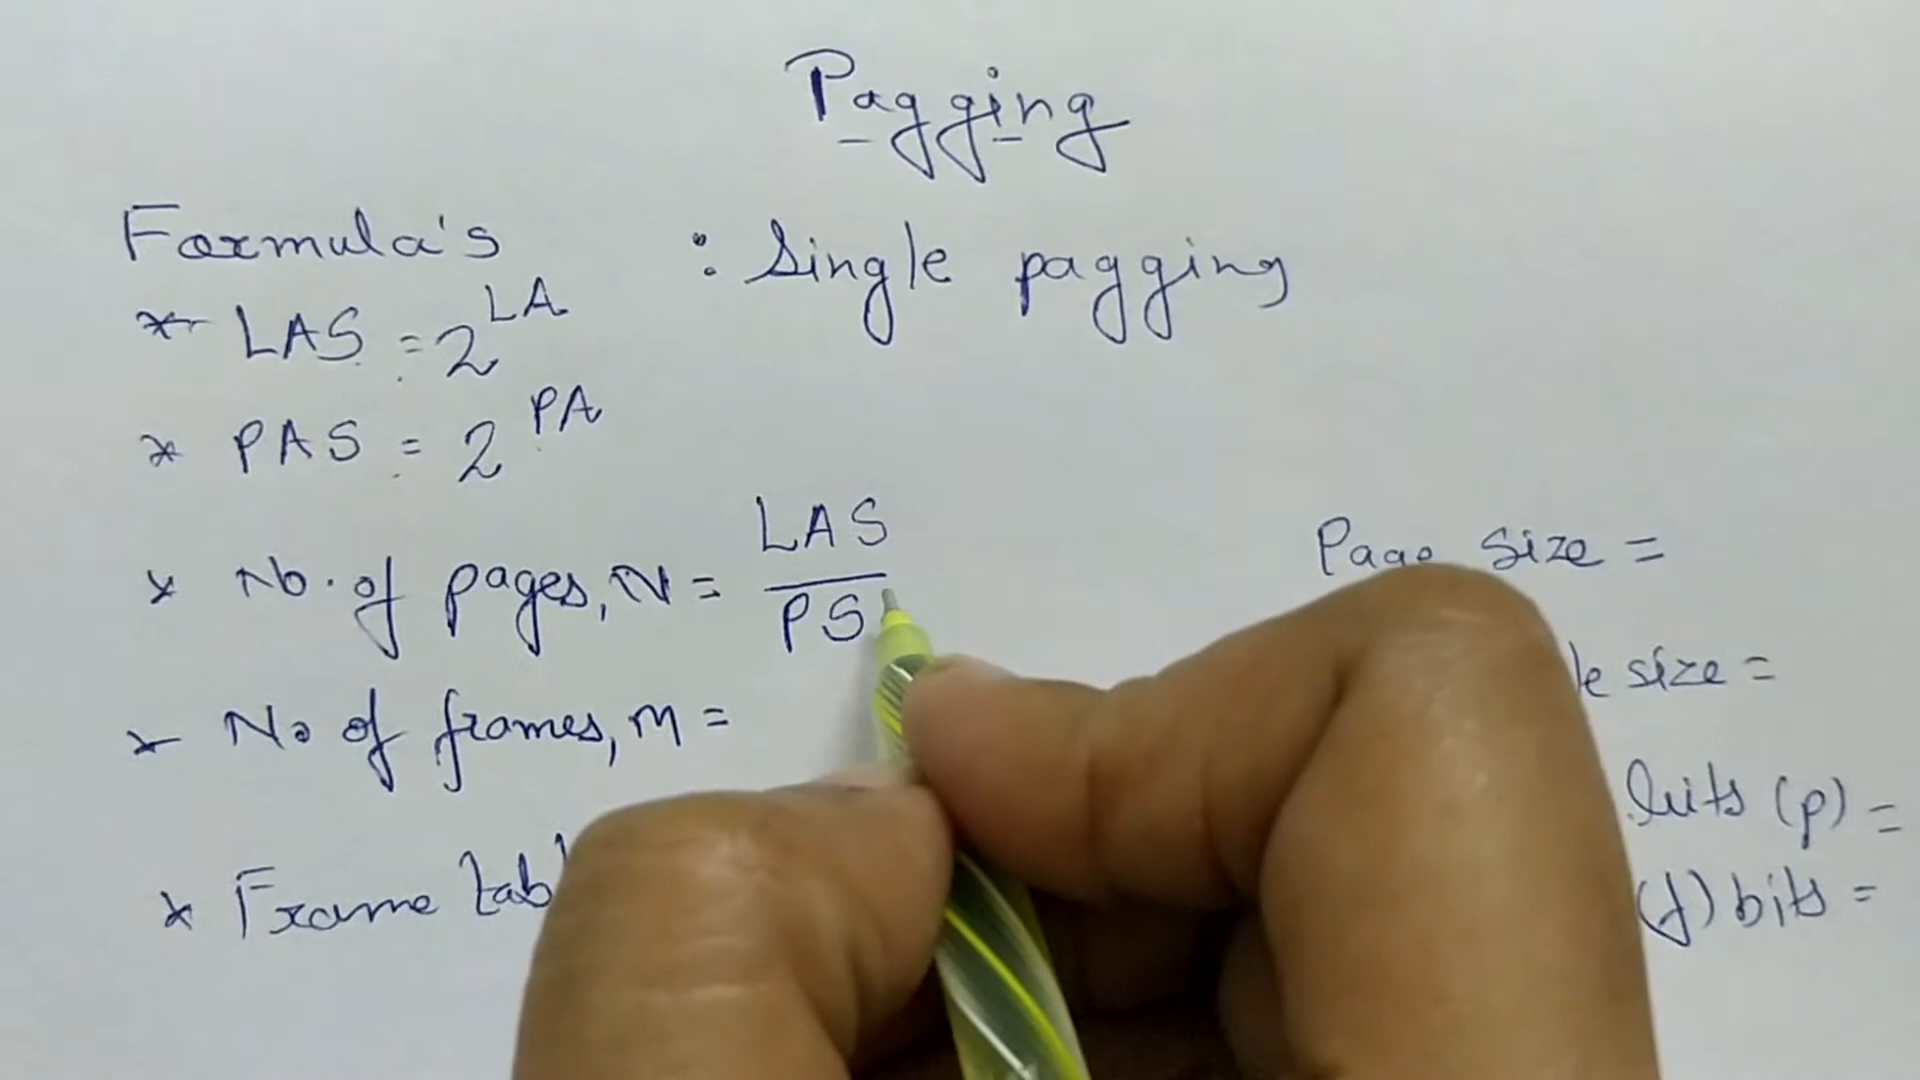 Pagging
Formula's : Single pagging
* LAS = 2^LA
* PAS = 2^PA
* No. of pages, N = LAS / PS
* No of frames, M =
* Frame tab
Page size =
le size =
bits (p) =
(f) bits =